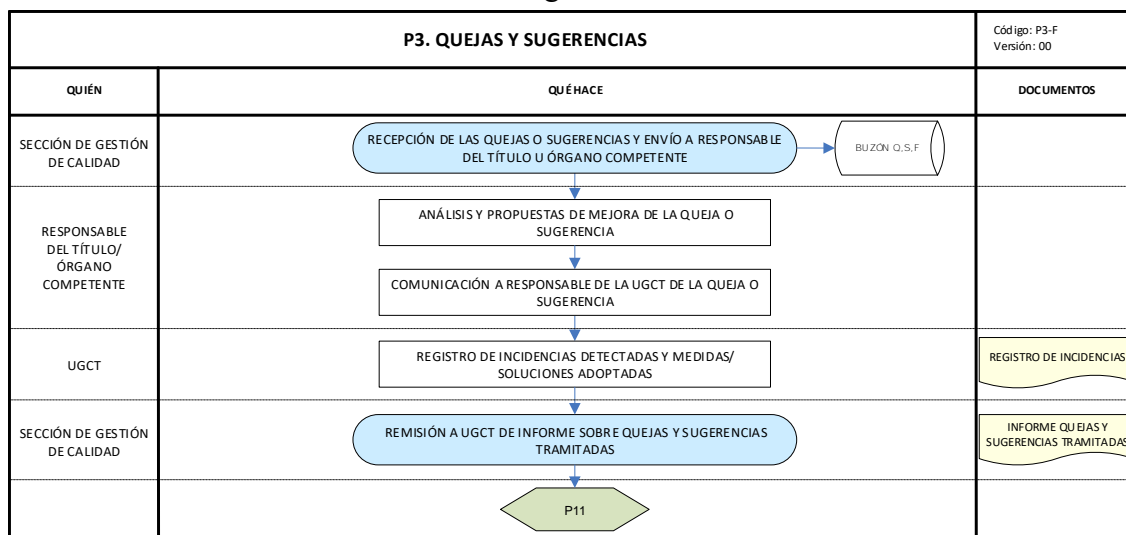 P3. QUEJAS Y SUGERENCIAS
Código: P3-F
Versión: 00
QUIÉN
QUÉ HACE
DOCUMENTOS
SECCIÓN DE GESTIÓN
DE CALIDAD
RECEPCIÓN DE LAS QUEJAS O SUGERENCIAS Y ENVÍO A RESPONSABLE
DEL TÍTULO U ÓRGANO COMPETENTE
BUZÓN Q,S,F
RESPONSABLE
DEL TÍTULO/
ÓRGANO
COMPETENTE
ANÁLISIS Y PROPUESTAS DE MEJORA DE LA QUEJA O
SUGERENCIA
COMUNICACIÓN A RESPONSABLE DE LA UGCT DE LA QUEJA O
SUGERENCIA
UGCT
REGISTRO DE INCIDENCIAS DETECTADAS Y MEDIDAS/
SOLUCIONES ADOPTADAS
REGISTRO DE INCIDENCIAS
SECCIÓN DE GESTIÓN
DE CALIDAD
REMISIÓN A UGCT DE INFORME SOBRE QUEJAS Y SUGERENCIAS
TRAMITADAS
INFORME QUEJAS Y
SUGERENCIAS TRAMITADAS
P11